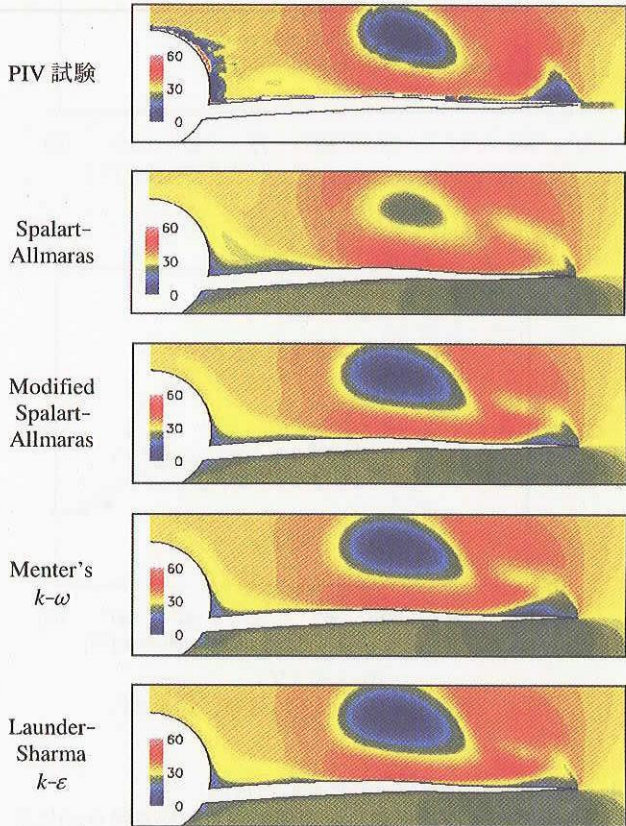 PIV 試験
60
30
0
Spalart–
Allmaras
60
30
0
Modified
Spalart–
Allmaras
60
30
0
Menter's
k-ω
60
30
0
Launder–
Sharma
k-ε
60
30
0